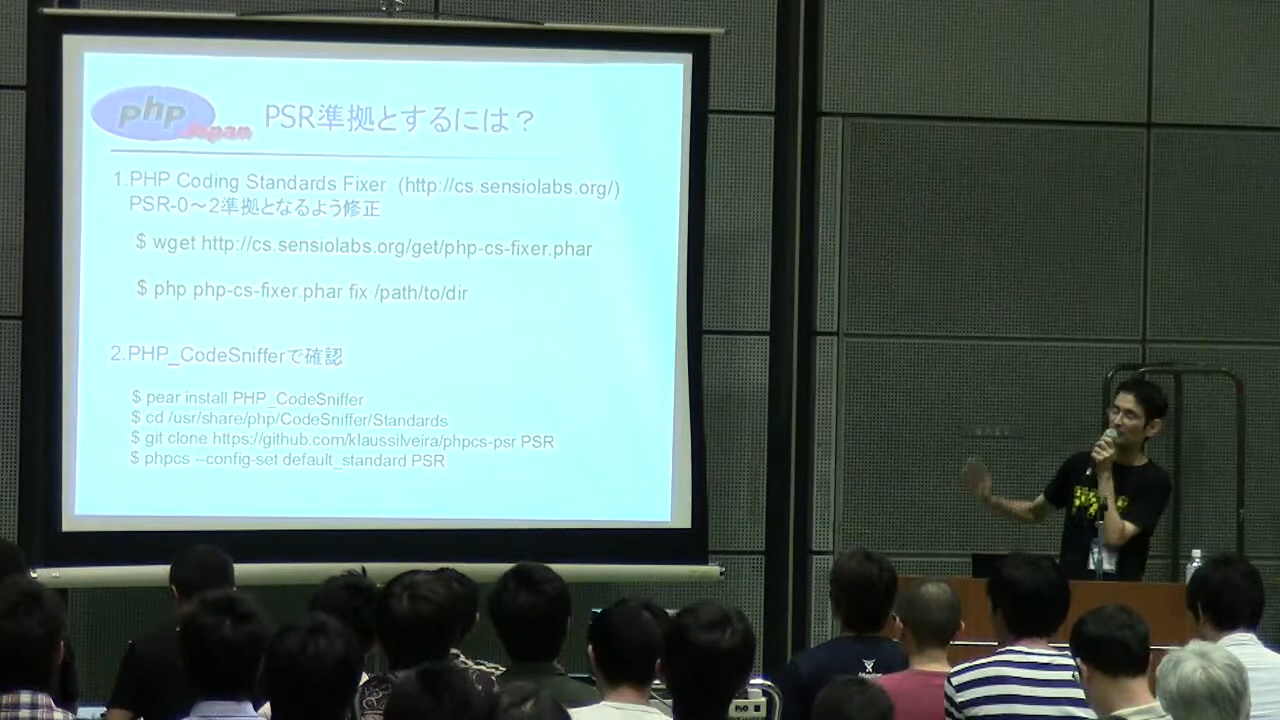 php
Japan
PSR準拠とするには？
1.PHP Coding Standards Fixer (http://cs.sensiolabs.org/)
PSR-0～2準拠となるよう修正
$ wget http://cs.sensiolabs.org/get/php-cs-fixer.phar
$ php php-cs-fixer.phar fix /path/to/dir
2.PHP_CodeSnifferで確認
$ pear install PHP_CodeSniffer
$ cd /usr/share/php/CodeSniffer/Standards
$ git clone https://github.com/klaussilveira/phpcs-psr PSR
$ phpcs --config-set default_standard PSR